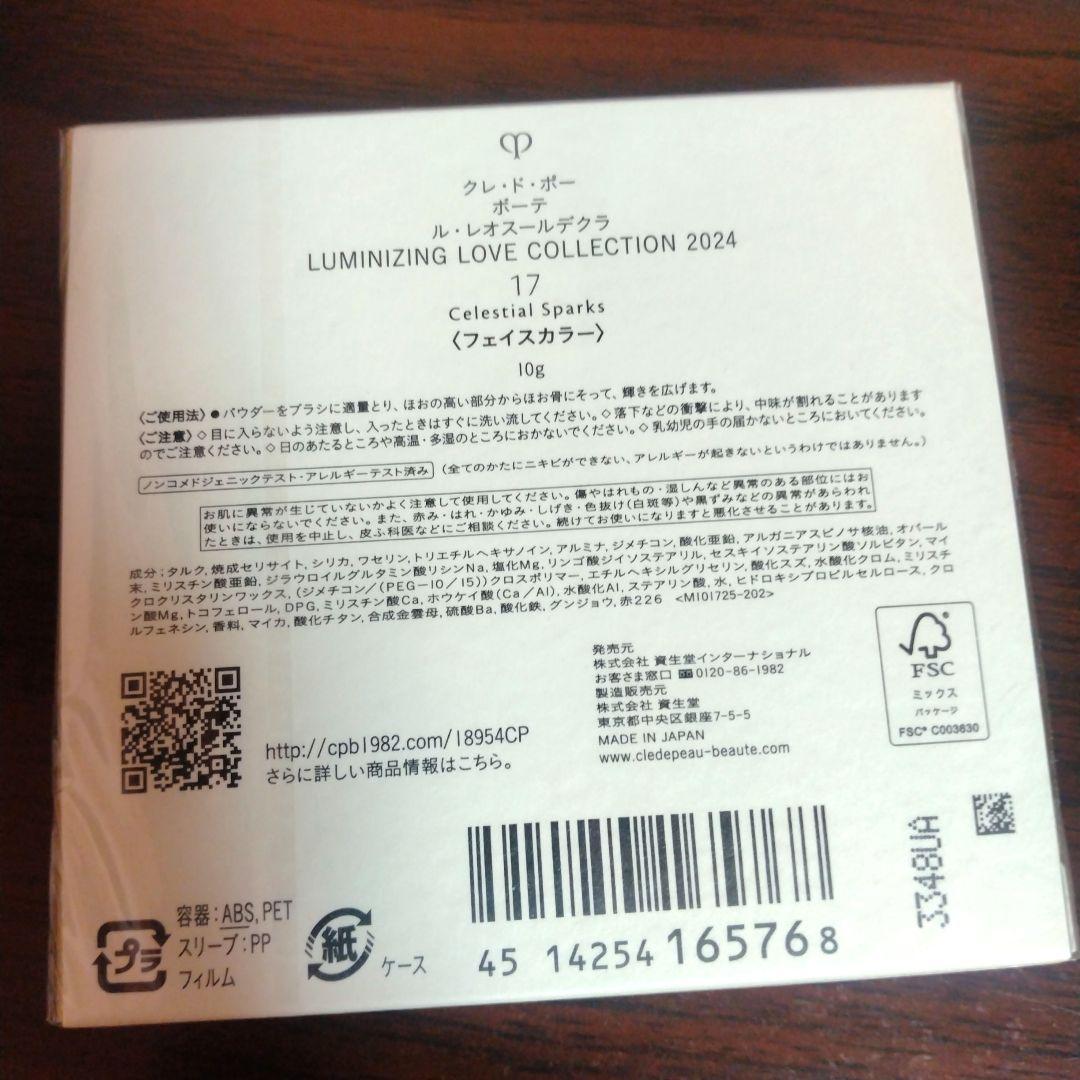 クレ・ド・ポー
ボーテ
ル・レオスールデクラ
LUMINIZING LOVE COLLECTION 2024
17
Celestial Sparks
〈フェイスカラー〉
10g
〈ご使用法〉●パウダーをブラシに適量とり、ほおの高い部分からほお骨にそって、輝きを広げます。
〈ご注意〉◇目に入らないよう注意し、入ったときはすぐに洗い流してください。◇落下などの衝撃により、中味が割れることがあります
のでご注意ください。◇日のあたるところや高温・多湿のところにおかないでください。◇乳幼児の手の届かないところにおいてください。
ノンコメドジェニックテスト・アレルギーテスト済み (全てのかたにニキビができない、アレルギーが起きないというわけではありません。)
お肌に異常が生じていないかよく注意して使用してください。傷やはれもの・湿しんなど異常のある部位にはお
使いにならないでください。また、赤み・はれ・かゆみ・しげき・色抜け(白斑等)や黒ずみなどの異常があらわれ
たときは、使用を中止し、皮ふ科医などにご相談ください。続けてお使いになりますと悪化させることがあります。
成分:タルク, 焼成セリサイト, シリカ, ワセリン, トリエチルヘキサノイン, アルミナ, ジメチコン, 酸化亜鉛, アルガニアスピノサ核油, オパール
末, ミリスチン酸亜鉛, ジラウロイルグルタミン酸リシンNa, 塩化Mg, リンゴ酸ジイソステアリル, セスキイソステアリン酸ソルビタン, マイ
クロクリスタリンワックス, (ジメチコン/(PEG-10/15))クロスポリマー, エチルヘキシルグリセリン, 酸化スズ, 水酸化クロム, ミリスチ
ン酸Mg, トコフェロール, DPG, ミリスチン酸Ca, ホウケイ酸(Ca/Al), 水酸化Al, ステアリン酸, 水, ヒドロキシプロピルセルロース, クロ
ルフェネシン, 香料, マイカ, 酸化チタン, 合成金雲母, 硫酸Ba, 酸化鉄, グンジョウ, 赤226 <M101725-202>
http://cpb1982.com/18954CP
さらに詳しい商品情報はこちら。
発売元
株式会社 資生堂インターナショナル
お客さま窓口 0120-86-1982
製造販売元
株式会社 資生堂
東京都中央区銀座7-5-5
MADE IN JAPAN
www.cledepeau-beaute.com
FSC
ミックス
パッケージ
FSC® C003630
3348UA
プラ
容器:ABS, PET
スリーブ:PP
フィルム
紙
ケース
45 14254 165768